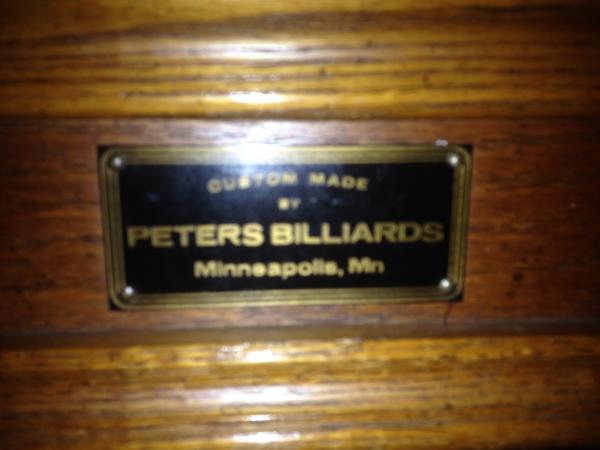 CUSTOM MADE
BY
PETERS BILLIARDS
Minneapolis, Mn